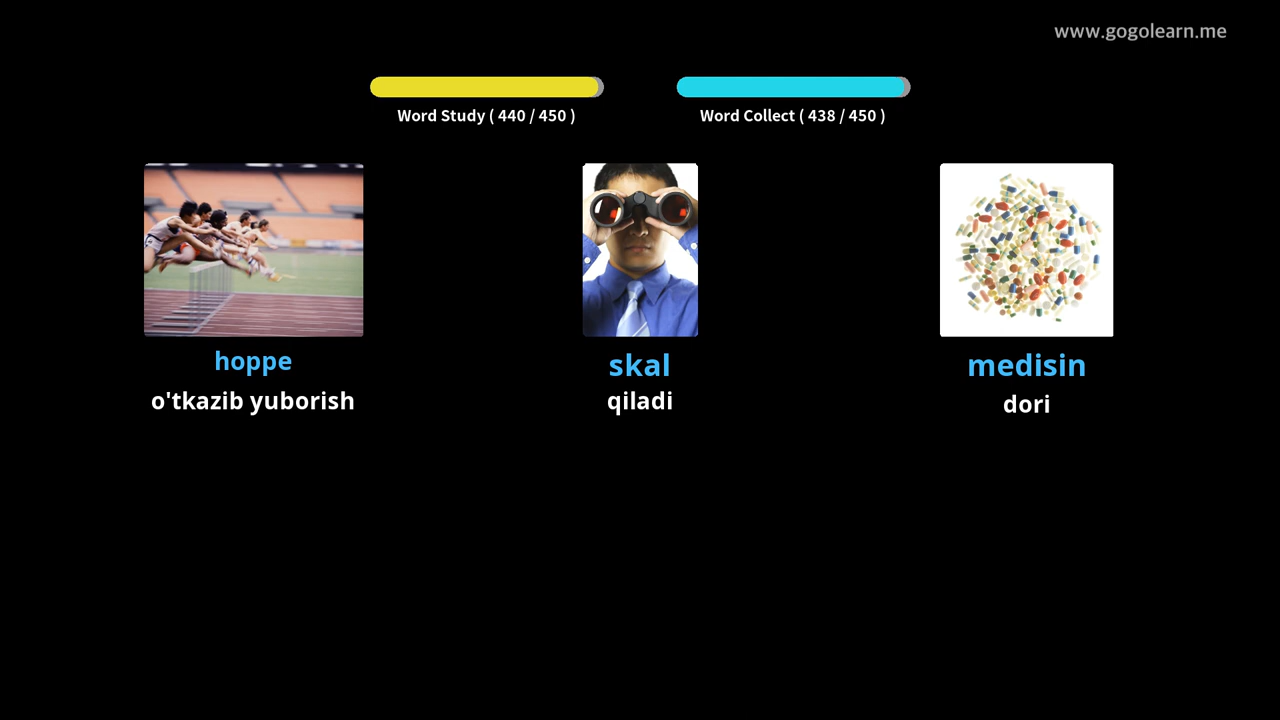 www.gogolearn.me
Word Study ( 440 / 450 )
Word Collect ( 438 / 450 )
hoppe
skal
medisin
o'tkazib yuborish
qiladi
dori